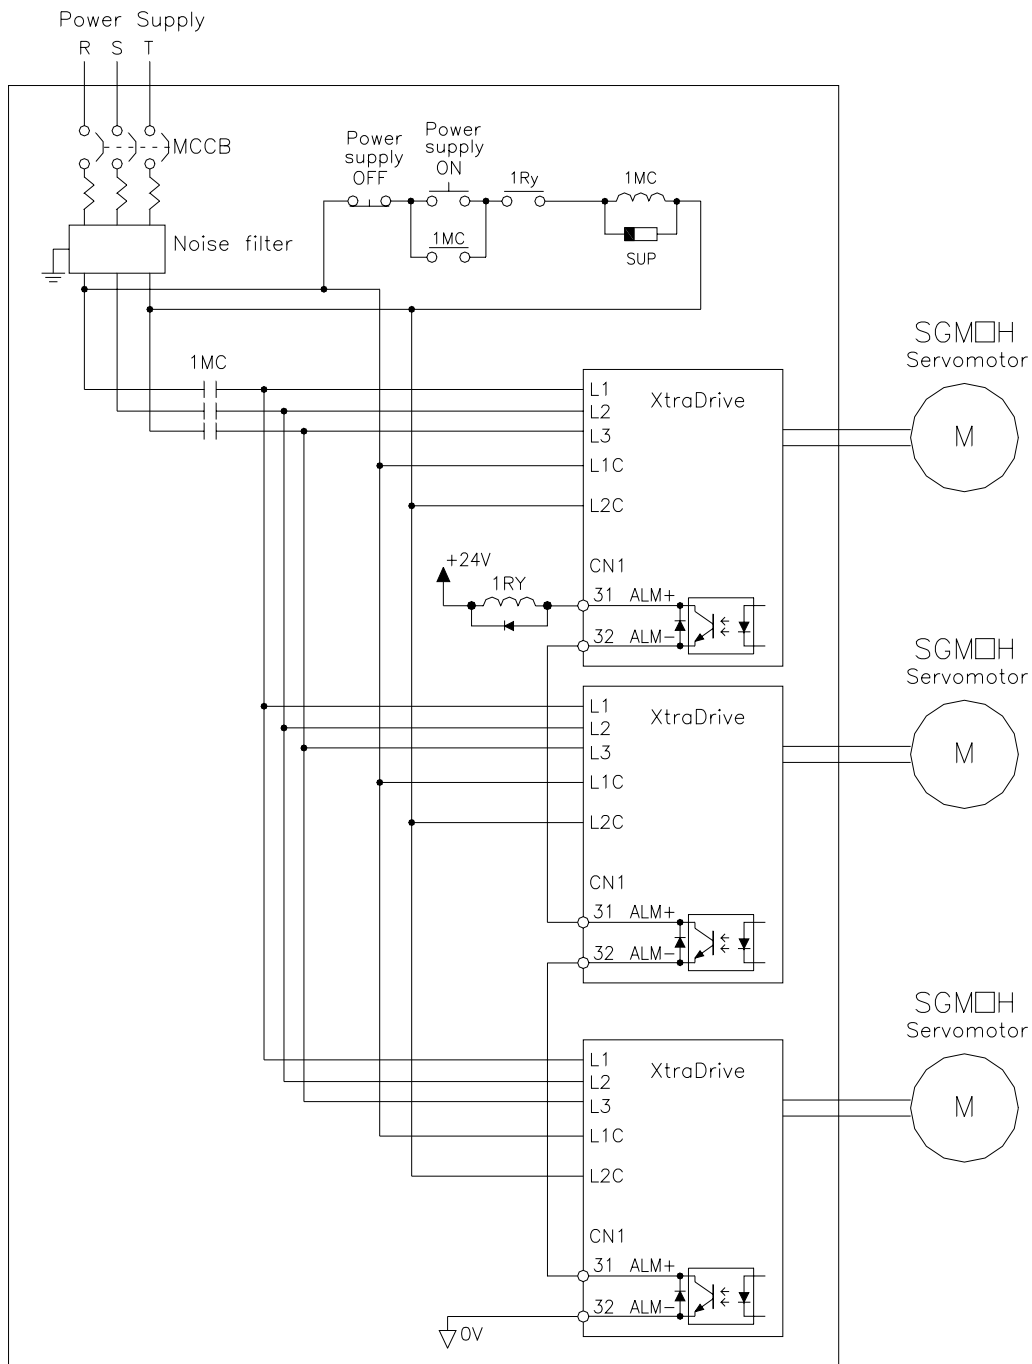 Power Supply
R S T
MCCB
Power
supply
OFF
Power
supply
ON
1Ry
1MC
1MC
SUP
Noise filter
1MC
SGM□H
Servomotor
M
L1
XtraDrive
L2
L3
L1C
L2C
+24V
1RY
CN1
31 ALM+
32 ALM-
SGM□H
Servomotor
M
L1
XtraDrive
L2
L3
L1C
L2C
CN1
31 ALM+
32 ALM-
SGM□H
Servomotor
M
L1
XtraDrive
L2
L3
L1C
L2C
CN1
31 ALM+
32 ALM-
0V